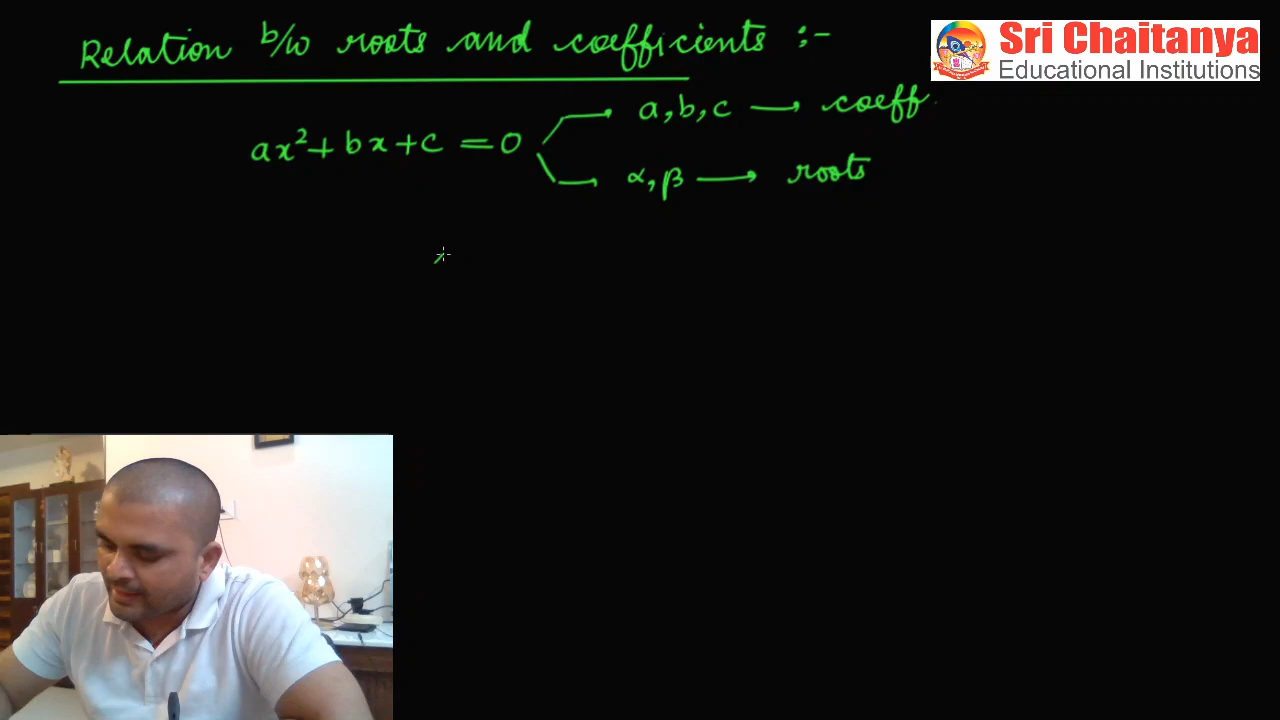 Relation b/w roots and coefficients :-
Sri Chaitanya
Educational Institutions
ax² + bx + c = 0
a, b, c → coeff.
α, β → roots